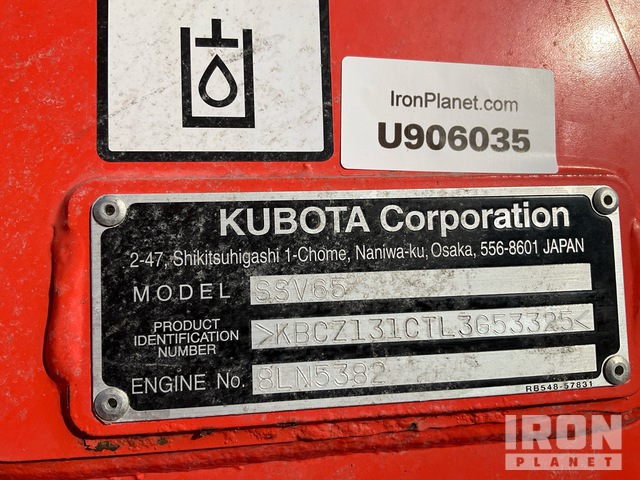 IronPlanet.com
U906035
KUBOTA Corporation
2-47, Shikitsuhigashi 1-Chome, Naniwa-ku, Osaka, 556-8601 JAPAN
MODEL SSV65
PRODUCT
IDENTIFICATION
NUMBER
>KBCZ131CTL3G53325<
ENGINE No. 8LN5382
RB548-57831
IRON
PLANET